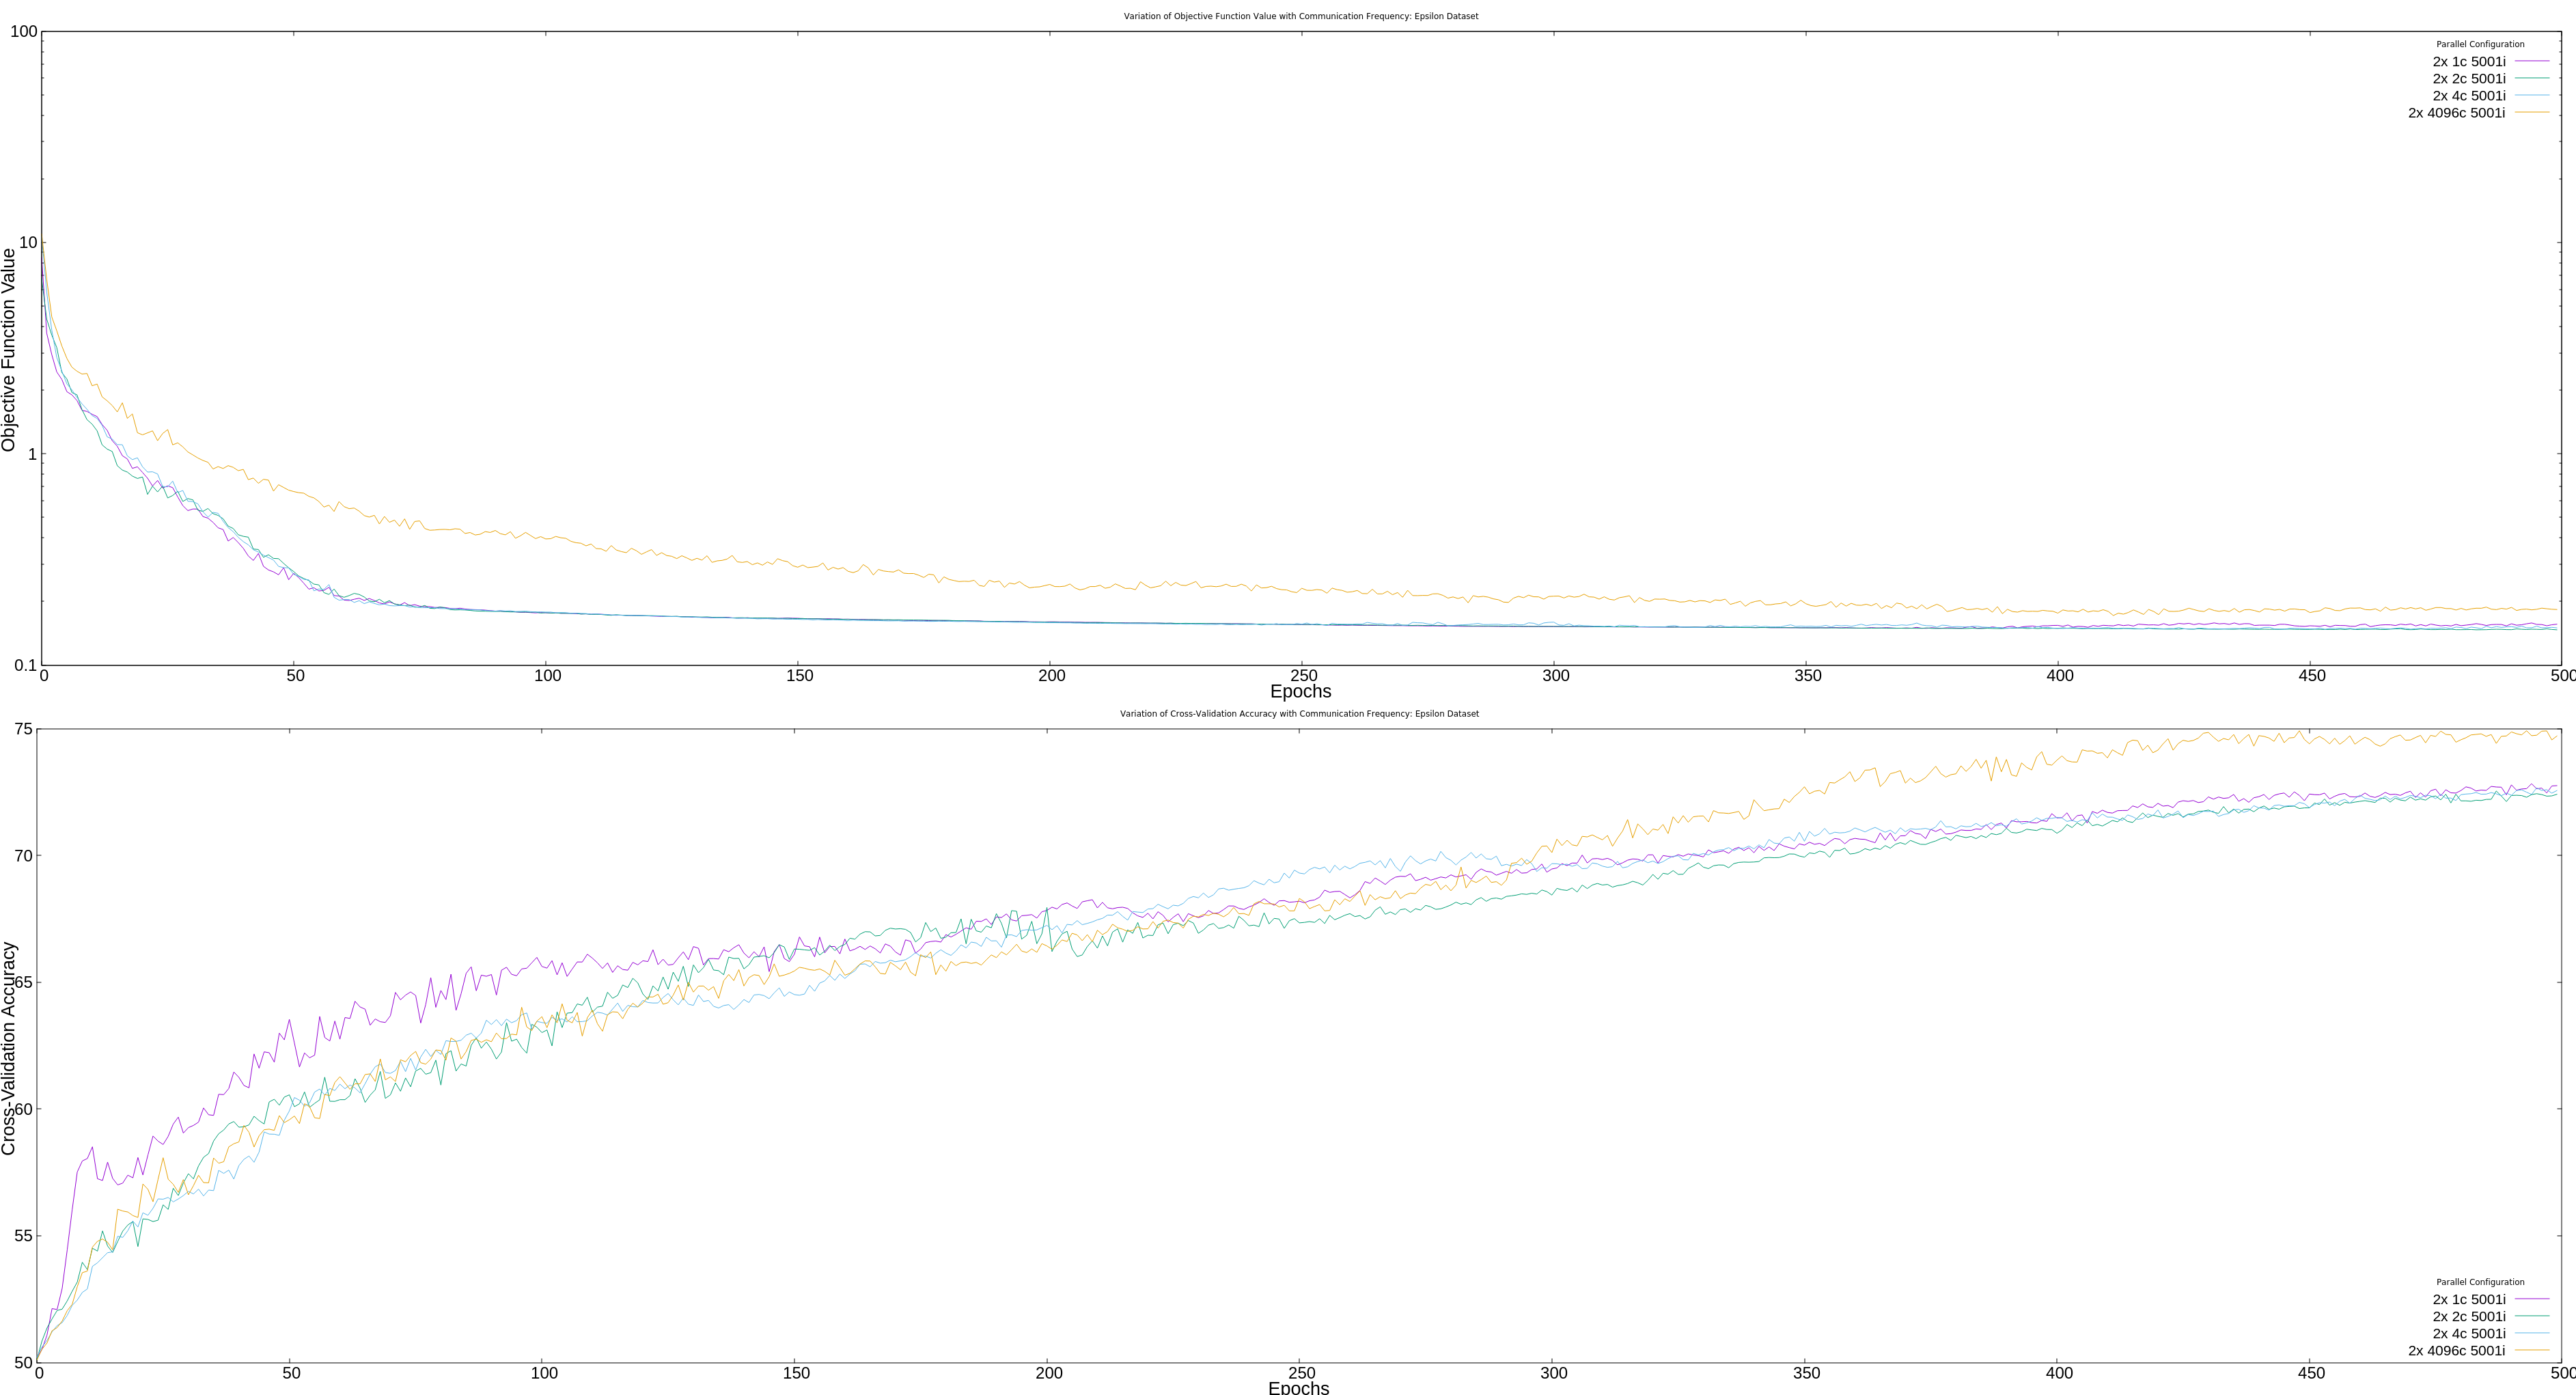 Variation of Objective Function Value with Communication Frequency: Epsilon Dataset
100
10
1
0.1
Objective Function Value
Parallel Configuration
2x 1c 5001i
2x 2c 5001i
2x 4c 5001i
2x 4096c 5001i
0 50 100 150 200 250 300 350 400 450 500
Epochs
Variation of Cross-Validation Accuracy with Communication Frequency: Epsilon Dataset
75
70
65
60
55
50
Cross-Validation Accuracy
Parallel Configuration
2x 1c 5001i
2x 2c 5001i
2x 4c 5001i
2x 4096c 5001i
0 50 100 150 200 250 300 350 400 450 500
Epochs